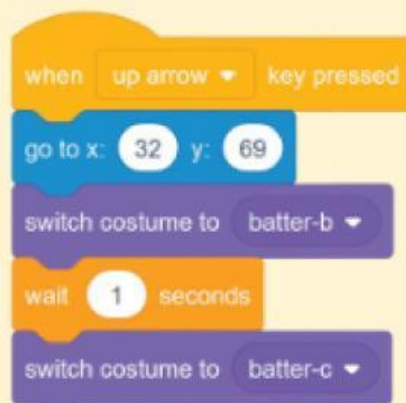 when up arrow key pressed
go to x: 32 y: 69
switch costume to batter-b
wait 1 seconds
switch costume to batter-c